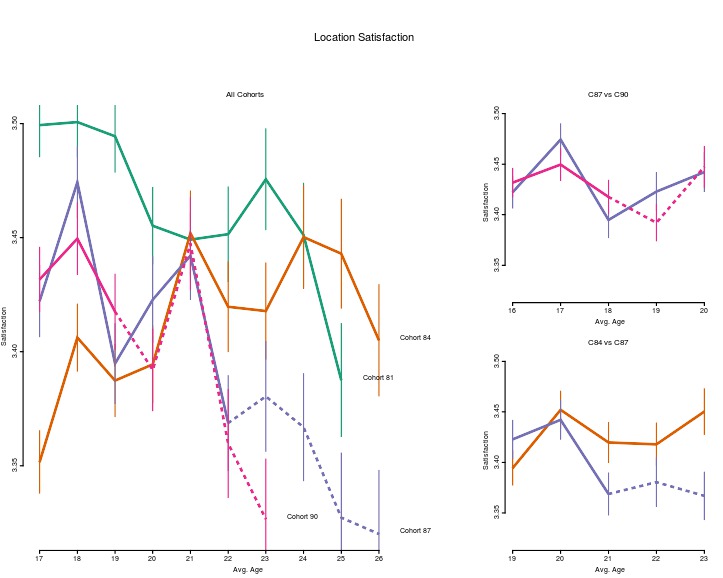 Location Satisfaction
All Cohorts
Satisfaction
3.50
3.45
3.40
3.35
17 18 19 20 21 22 23 24 25 26
Avg. Age
Cohort 84
Cohort 81
Cohort 90
Cohort 87
C87 vs C90
Satisfaction
3.50
3.45
3.40
3.35
16 17 18 19 20
Avg. Age
C84 vs C87
Satisfaction
3.50
3.45
3.40
3.35
19 20 21 22 23
Avg. Age